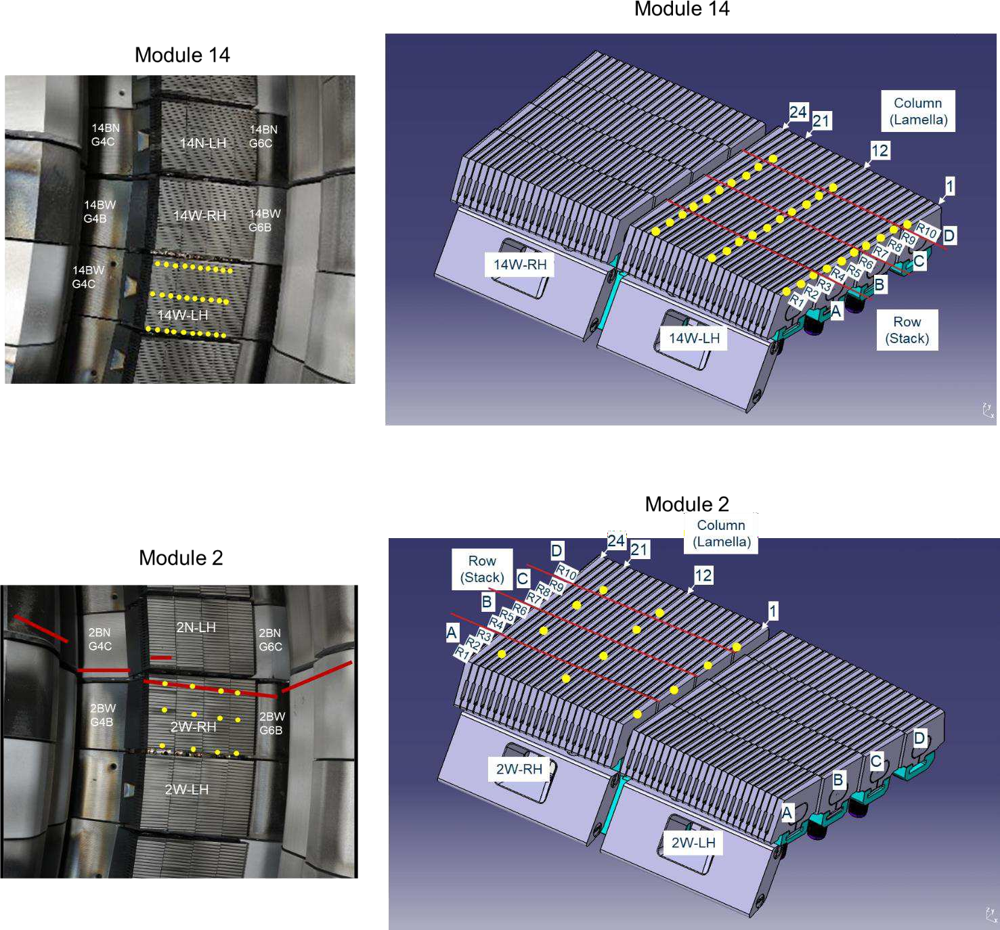 Module 14
Module 14
14BN
G4C
14N-LH
14BN
G6C
14BW
G4B
14W-RH
14BW
G6B
14BW
G4C
14W-LH
24
21
Column
(Lamella)
12
1
R10
R9
R8
R7
R6
R5
R4
R3
R2
R1
D
C
B
A
14W-RH
14W-LH
Row
(Stack)
Module 2
Module 2
2BN
G4C
2N-LH
2BN
G6C
2BW
G4B
2W-RH
2BW
G6B
2W-LH
Column
(Lamella)
24
21
12
1
Row
(Stack)
D
C
B
A
R10
R9
R8
R7
R6
R5
R4
R3
R2
R1
2W-RH
2W-LH
A
B
C
D